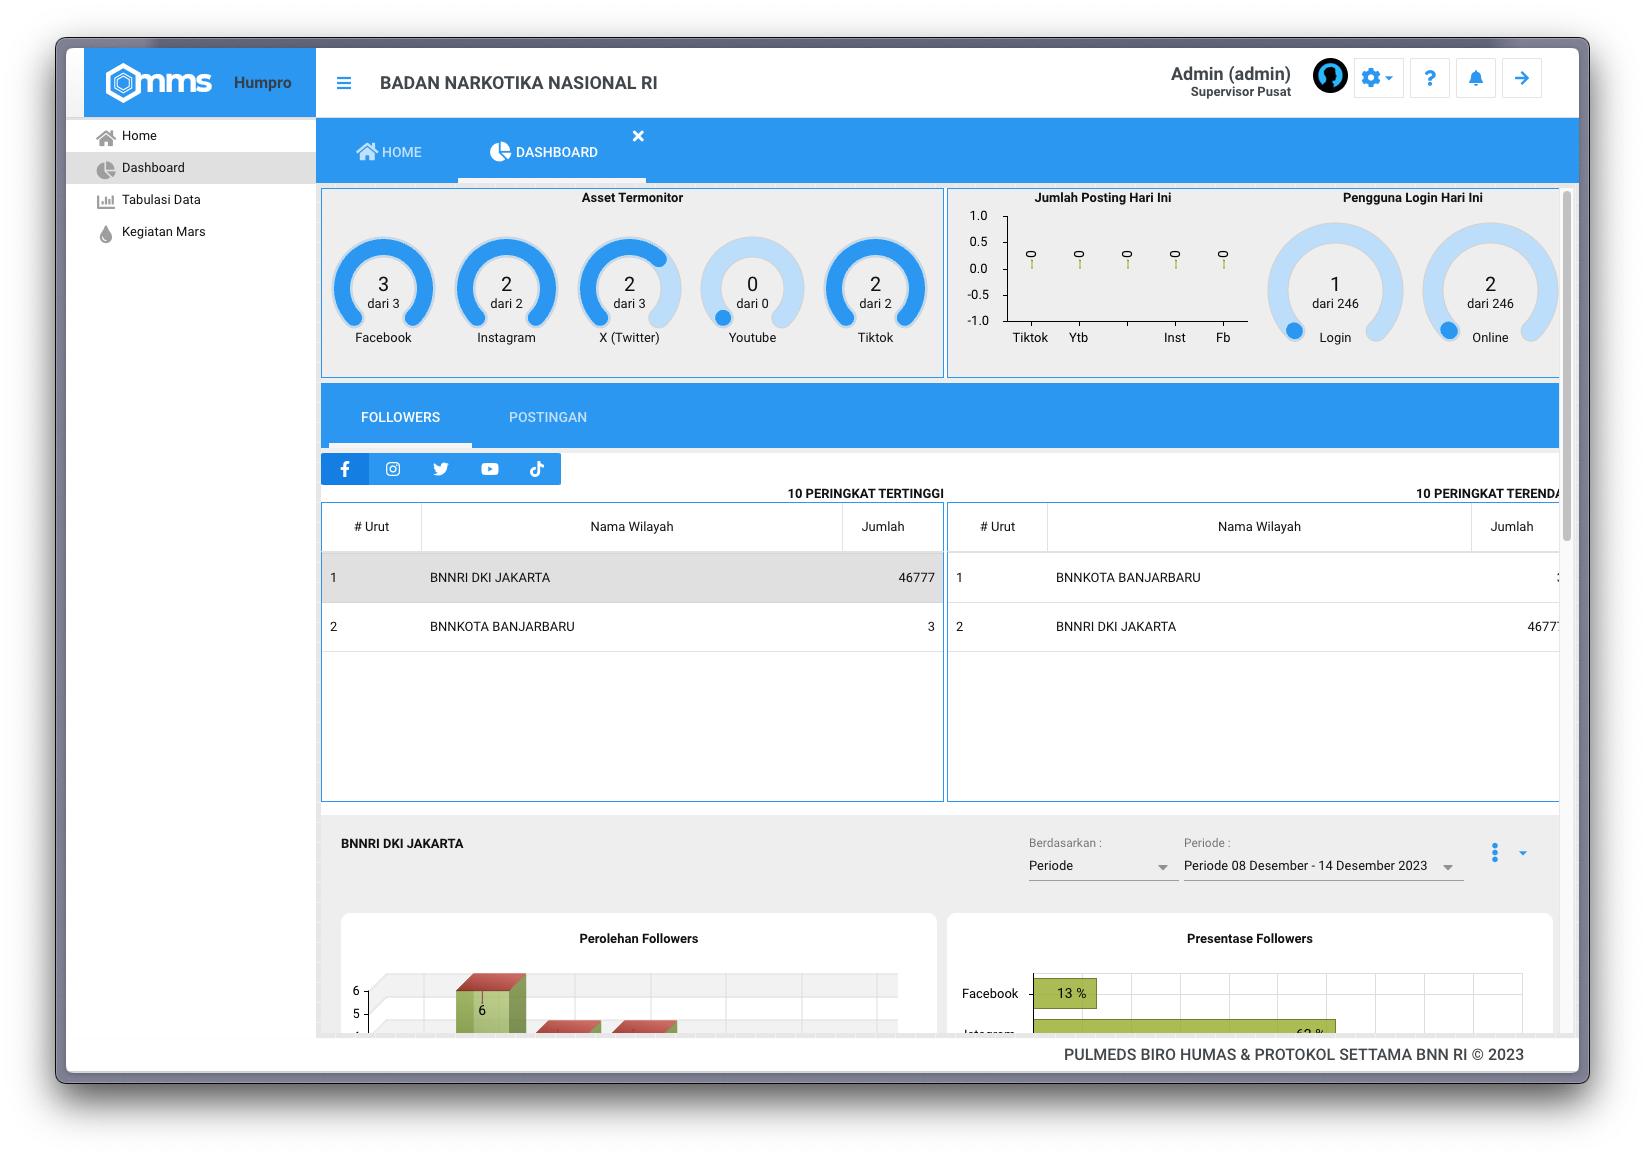 mms Humpro
BADAN NARKOTIKA NASIONAL RI
Admin (admin)
Supervisor Pusat
?
Home
Dashboard
Tabulasi Data
Kegiatan Mars
HOME
DASHBOARD
Asset Termonitor
3
dari 3
Facebook
2
dari 2
Instagram
2
dari 3
X (Twitter)
0
dari 0
Youtube
2
dari 2
Tiktok
Jumlah Posting Hari Ini
1.0
0.5
0.0
-0.5
-1.0
0 0 0 0 0
Tiktok Ytb Inst Fb
Pengguna Login Hari Ini
1
dari 246
Login
2
dari 246
Online
FOLLOWERS
POSTINGAN
10 PERINGKAT TERTINGGI
# Urut Nama Wilayah Jumlah
1 BNNRI DKI JAKARTA 46777
2 BNNKOTA BANJARBARU 3
10 PERINGKAT TERENDA
# Urut Nama Wilayah Jumlah
1 BNNKOTA BANJARBARU
2 BNNRI DKI JAKARTA 4677
BNNRI DKI JAKARTA
Berdasarkan :
Periode
Periode :
Periode 08 Desember - 14 Desember 2023
Perolehan Followers
6
5
6
Presentase Followers
Facebook
13 %
PULMEDS BIRO HUMAS & PROTOKOL SETTAMA BNN RI © 2023